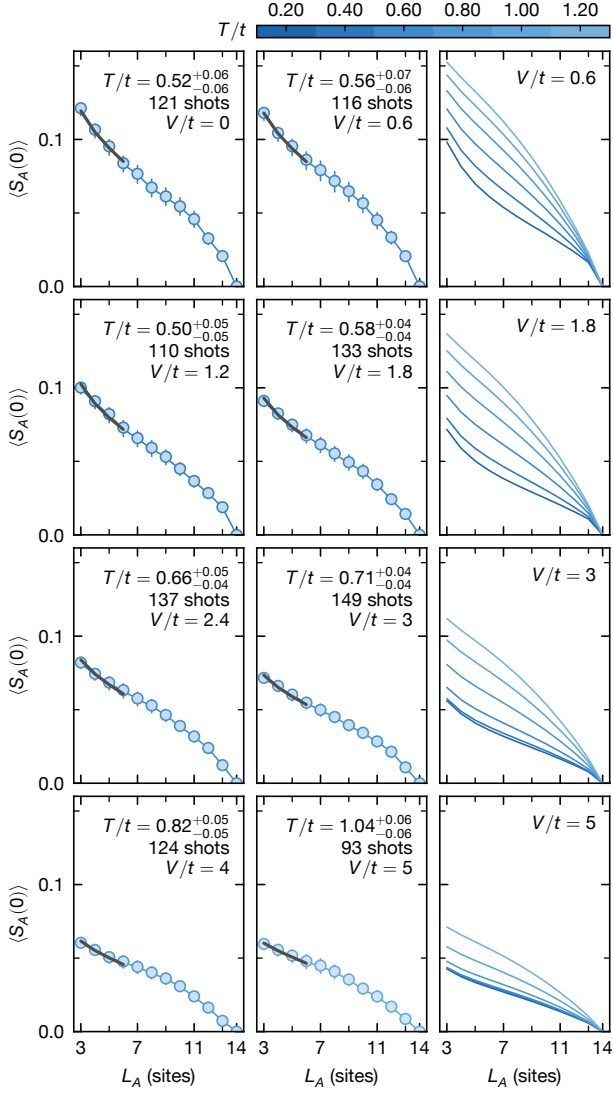 T/t 0.20 0.40 0.60 0.80 1.00 1.20
⟨S_A(0)⟩
0.1
0.0
T/t = 0.52^{+0.06}_{−0.06}
121 shots
V/t = 0
T/t = 0.56^{+0.07}_{−0.06}
116 shots
V/t = 0.6
V/t = 0.6
⟨S_A(0)⟩
0.1
0.0
T/t = 0.50^{+0.05}_{−0.05}
110 shots
V/t = 1.2
T/t = 0.58^{+0.04}_{−0.04}
133 shots
V/t = 1.8
V/t = 1.8
⟨S_A(0)⟩
0.1
0.0
T/t = 0.66^{+0.05}_{−0.04}
137 shots
V/t = 2.4
T/t = 0.71^{+0.04}_{−0.04}
149 shots
V/t = 3
V/t = 3
⟨S_A(0)⟩
0.1
0.0
T/t = 0.82^{+0.05}_{−0.05}
124 shots
V/t = 4
T/t = 1.04^{+0.06}_{−0.06}
93 shots
V/t = 5
V/t = 5
3 7 11 14 3 7 11 14 3 7 11 14
L_A (sites) L_A (sites) L_A (sites)